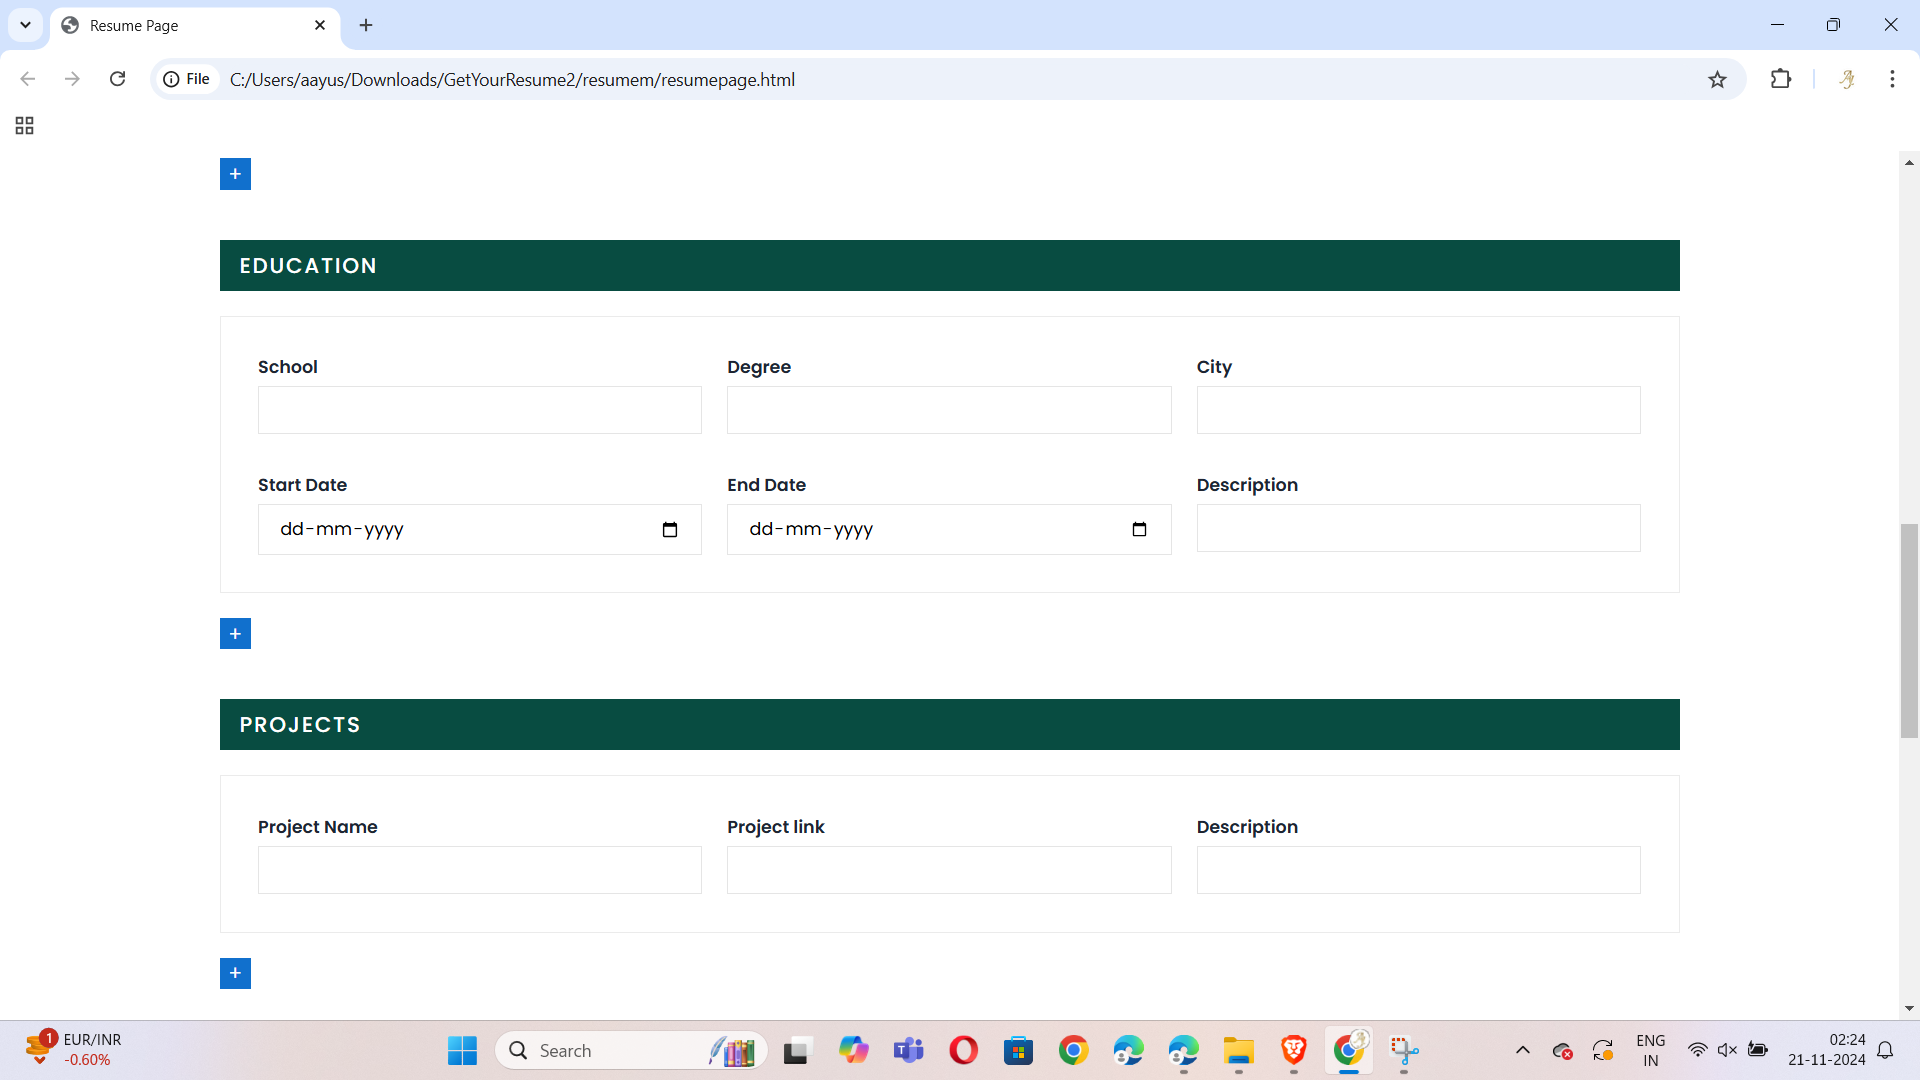 Resume Page
File C:/Users/aayus/Downloads/GetYourResume2/resumem/resumepage.html
+
EDUCATION
School Degree City
Start Date End Date Description
dd-mm-yyyy dd-mm-yyyy
+
PROJECTS
Project Name Project link Description
+
1 EUR/INR
-0.60%
Search
ENG
IN
02:24
21-11-2024